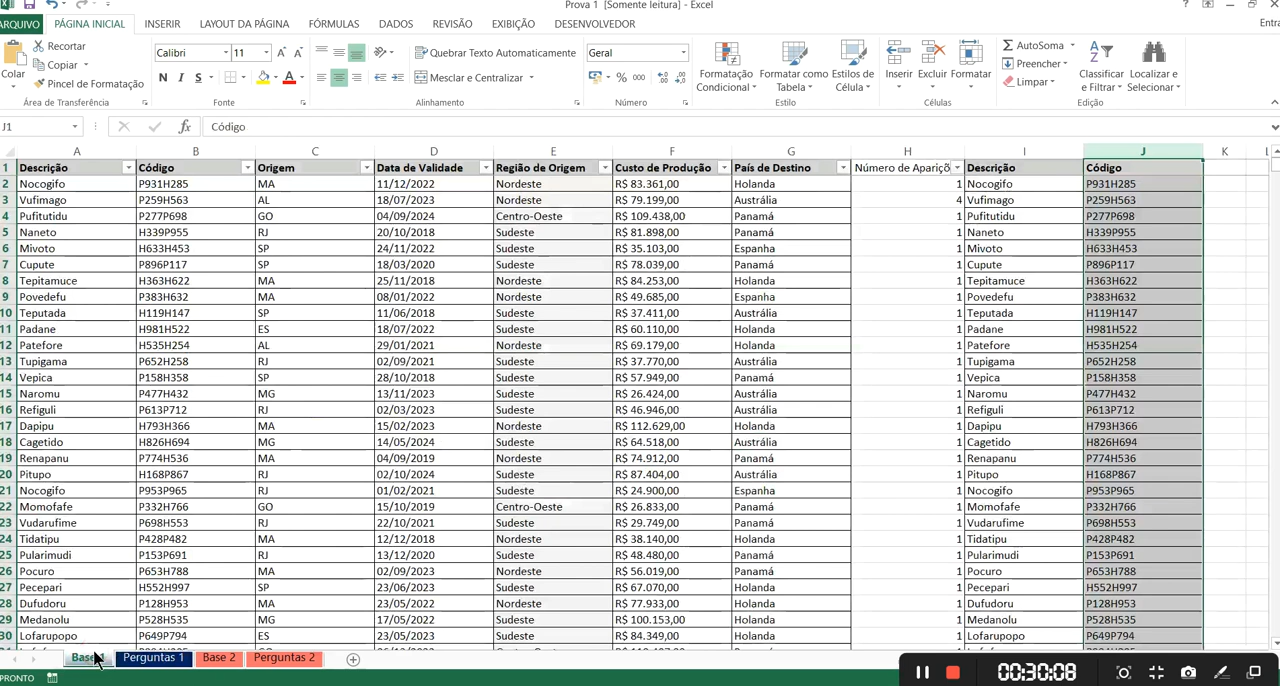 Prova 1 [Somente leitura] - Excel
ARQUIVO PÁGINA INICIAL INSERIR LAYOUT DA PÁGINA FÓRMULAS DADOS REVISÃO EXIBIÇÃO DESENVOLVEDOR
Recortar
Copiar
Pincel de Formatação
Colar
Área de Transferência
Calibri 11
N I S
Fonte
Quebrar Texto Automaticamente
Mesclar e Centralizar
Alinhamento
Geral
% 000
Número
Formatação Condicional
Formatar como Tabela
Estilos de Célula
Estilo
Inserir Excluir Formatar
Células
AutoSoma
Preencher
Limpar
Classificar e Filtrar
Localizar e Selecionar
Edição
J1 fx Código
A B C D E F G H I J K
1 Descrição Código Origem Data de Validade Região de Origem Custo de Produção País de Destino Número de Apariçõ Descrição Código
2 Nocogifo P931H285 MA 11/12/2022 Nordeste R$ 83.361,00 Holanda 1 Nocogifo P931H285
3 Vufimago P259H563 AL 18/07/2023 Nordeste R$ 79.199,00 Austrália 4 Vufimago P259H563
4 Pufitutidu P277P698 GO 04/09/2024 Centro-Oeste R$ 109.438,00 Panamá 1 Pufitutidu P277P698
5 Naneto H339P955 RJ 20/10/2018 Sudeste R$ 81.898,00 Panamá 1 Naneto H339P955
6 Mivoto H633H453 SP 24/11/2022 Sudeste R$ 35.103,00 Espanha 1 Mivoto H633H453
7 Cupute P896P117 SP 18/03/2020 Sudeste R$ 78.039,00 Panamá 1 Cupute P896P117
8 Tepitamuce H363H622 MA 25/11/2018 Nordeste R$ 84.253,00 Holanda 1 Tepitamuce H363H622
9 Povedefu P383H632 MA 08/01/2022 Nordeste R$ 49.685,00 Espanha 1 Povedefu P383H632
10 Teputada H119H147 SP 11/06/2018 Sudeste R$ 37.411,00 Austrália 1 Teputada H119H147
11 Padane H981H522 ES 18/07/2022 Sudeste R$ 60.110,00 Holanda 1 Padane H981H522
12 Patefore H535H254 AL 29/01/2021 Nordeste R$ 69.179,00 Holanda 1 Patefore H535H254
13 Tupigama P652H258 RJ 02/09/2021 Sudeste R$ 37.770,00 Austrália 1 Tupigama P652H258
14 Vepica P158H358 SP 28/10/2018 Sudeste R$ 57.949,00 Panamá 1 Vepica P158H358
15 Naromu P477H432 MG 13/11/2023 Sudeste R$ 26.424,00 Austrália 1 Naromu P477H432
16 Refiguli P613P712 RJ 02/03/2023 Sudeste R$ 46.946,00 Austrália 1 Refiguli P613P712
17 Dapipu H793H366 MA 15/02/2023 Nordeste R$ 112.629,00 Holanda 1 Dapipu H793H366
18 Cagetido H826H694 MG 14/05/2024 Sudeste R$ 64.518,00 Austrália 1 Cagetido H826H694
19 Renapanu P774H536 MA 04/09/2019 Nordeste R$ 74.912,00 Panamá 1 Renapanu P774H536
20 Pitupo H168P867 RJ 02/10/2024 Sudeste R$ 87.404,00 Austrália 1 Pitupo H168P867
21 Nocogifo P953P965 RJ 01/02/2021 Sudeste R$ 24.900,00 Espanha 1 Nocogifo P953P965
22 Momofafe P332H766 GO 15/10/2019 Centro-Oeste R$ 26.833,00 Panamá 1 Momofafe P332H766
23 Vudarufime P698H553 RJ 22/10/2021 Sudeste R$ 29.749,00 Panamá 1 Vudarufime P698H553
24 Tidatipu P428P482 MA 12/12/2018 Nordeste R$ 38.140,00 Holanda 1 Tidatipu P428P482
25 Pularimudi P153P691 RJ 13/12/2020 Sudeste R$ 48.480,00 Panamá 1 Pularimudi P153P691
26 Pocuro P653H788 MA 02/09/2023 Nordeste R$ 56.019,00 Panamá 1 Pocuro P653H788
27 Pecepari H552H997 SP 23/06/2023 Sudeste R$ 67.070,00 Holanda 1 Pecepari H552H997
28 Dufudoru P128H953 MA 23/05/2022 Nordeste R$ 77.933,00 Holanda 1 Dufudoru P128H953
29 Medanolu P528H535 MG 17/05/2022 Sudeste R$ 100.153,00 Holanda 1 Medanolu P528H535
30 Lofarupopo P649P794 ES 23/05/2023 Sudeste R$ 84.349,00 Holanda 1 Lofarupopo P649P794
Base Perguntas 1 Base 2 Perguntas 2
PRONTO
00:30:08